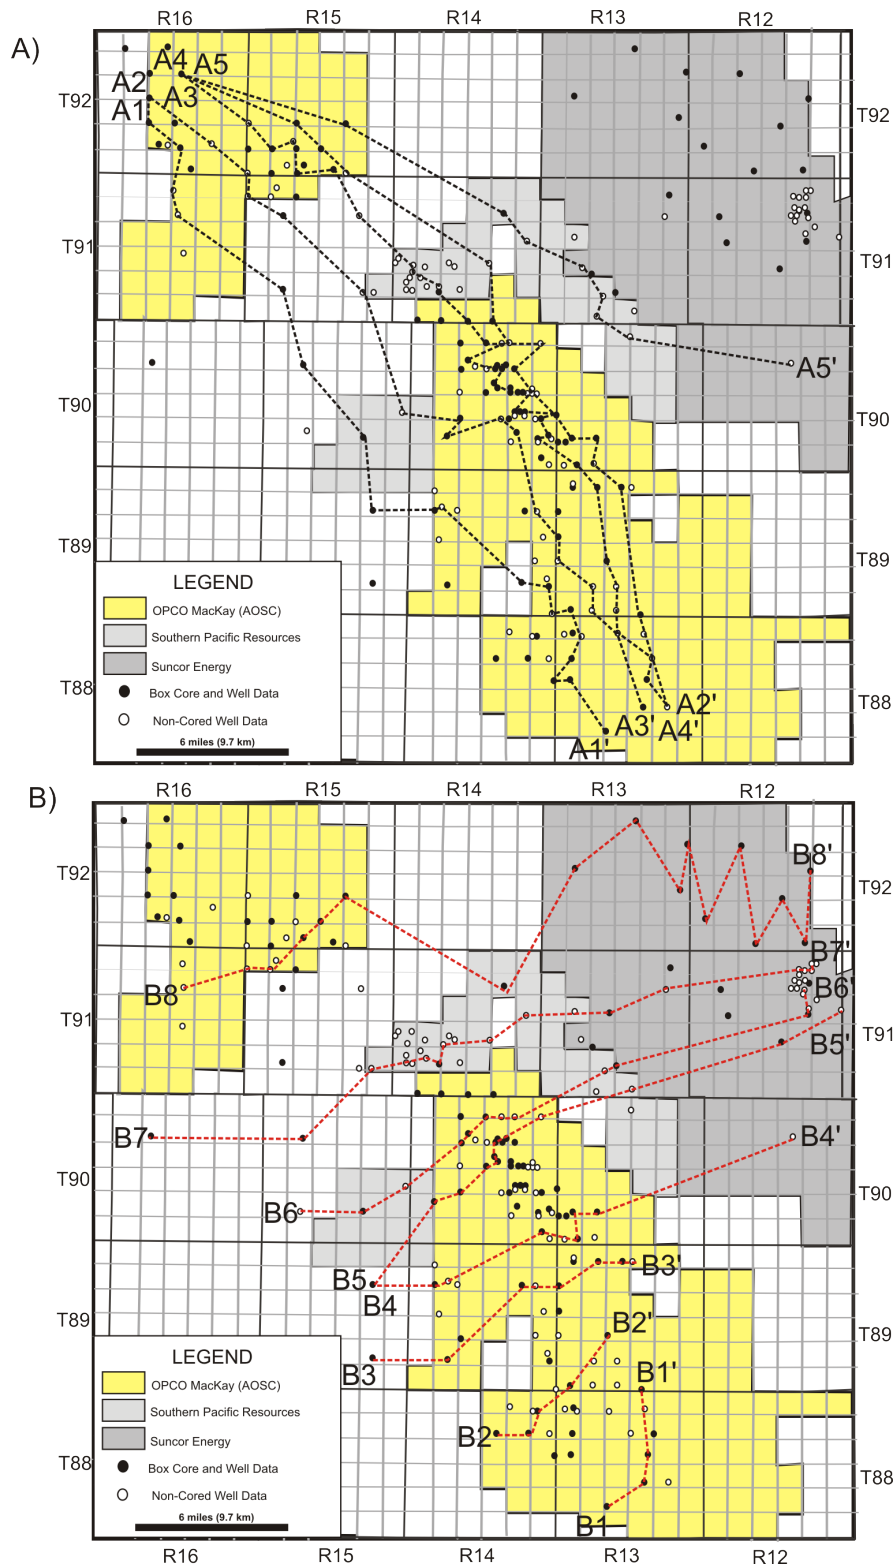 A)
R16 R15 R14 R13 R12
A4 A5
A2 A3
A1
T92 T92
T91 T91
A5'
T90 T90
T89 T89
LEGEND
OPCO MacKay (AOSC)
Southern Pacific Resources
Suncor Energy
Box Core and Well Data
Non-Cored Well Data
6 miles (9.7 km)
T88 T88
A2'
A3' A4'
A1'
B)
R16 R15 R14 R13 R12
B8'
T92 T92
B7'
B8 B6'
T91 T91
B5'
B7 B4'
T90 T90
B6
B5 B3'
B4
T89 T89
B2'
B3 B1'
LEGEND
OPCO MacKay (AOSC)
Southern Pacific Resources
Suncor Energy
Box Core and Well Data
Non-Cored Well Data
6 miles (9.7 km)
B2
T88 T88
B1
R16 R15 R14 R13 R12